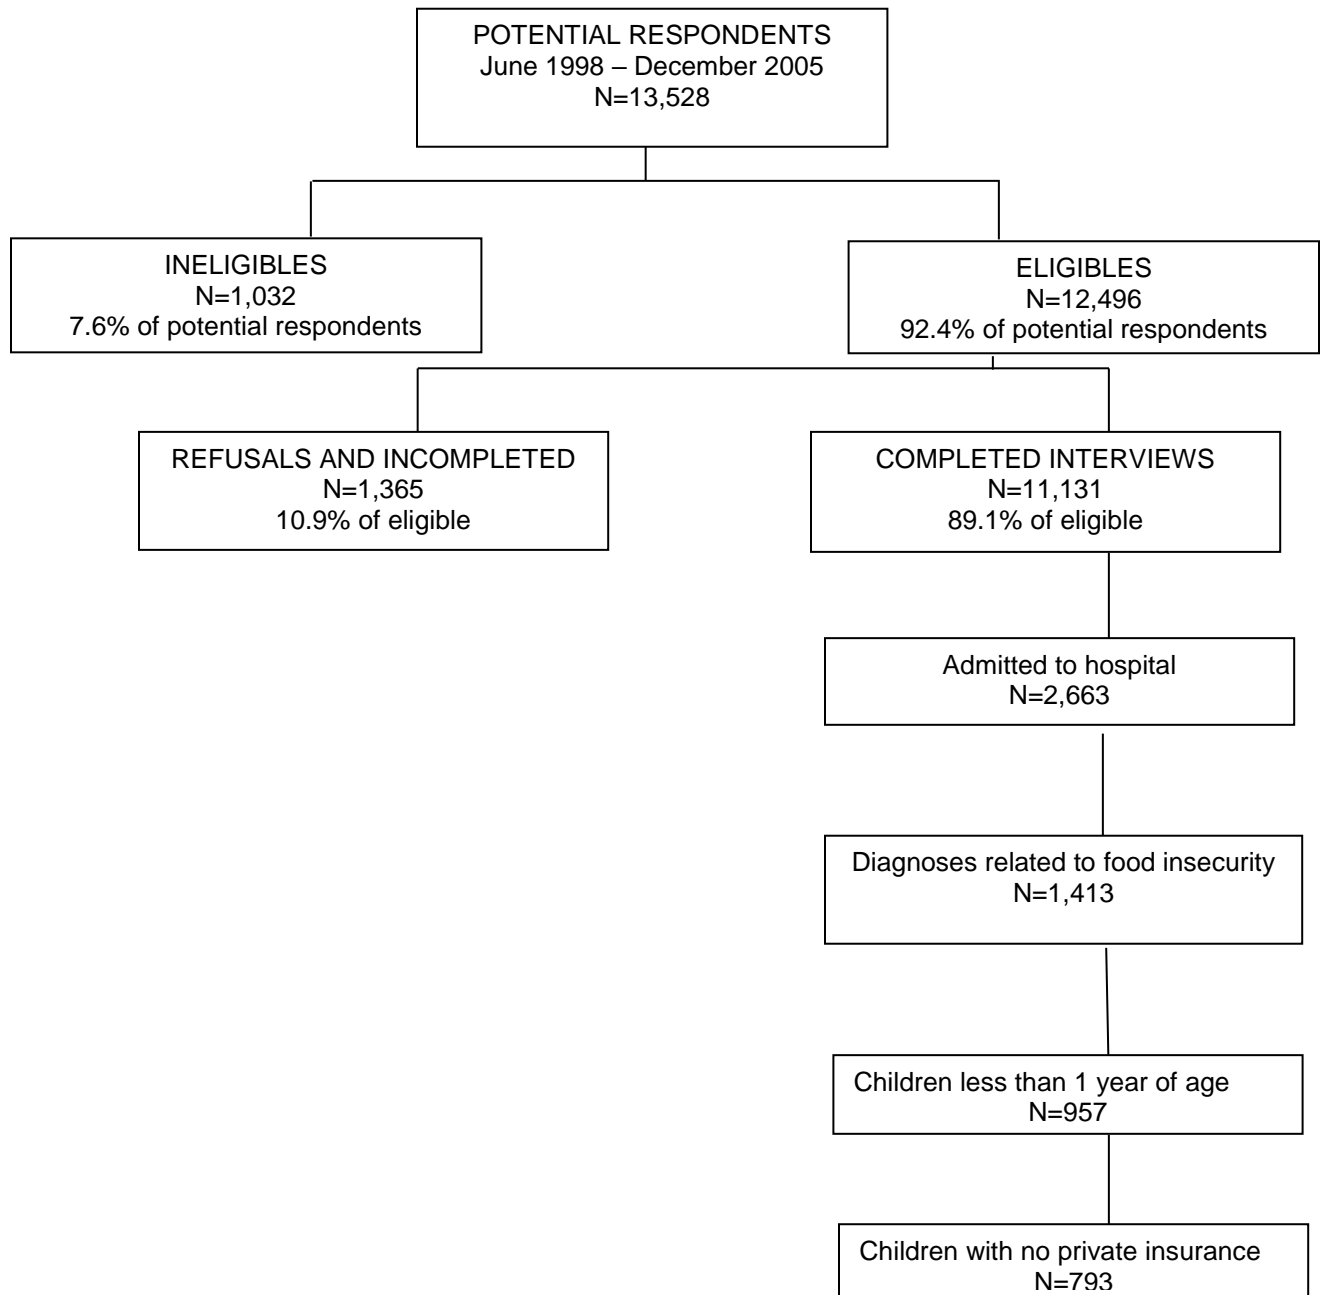 POTENTIAL RESPONDENTS
June 1998 – December 2005
N=13,528
INELIGIBLES
N=1,032
7.6% of potential respondents
ELIGIBLES
N=12,496
92.4% of potential respondents
REFUSALS AND INCOMPLETED
N=1,365
10.9% of eligible
COMPLETED INTERVIEWS
N=11,131
89.1% of eligible
Admitted to hospital
N=2,663
Diagnoses related to food insecurity
N=1,413
Children less than 1 year of age
N=957
Children with no private insurance
N=793